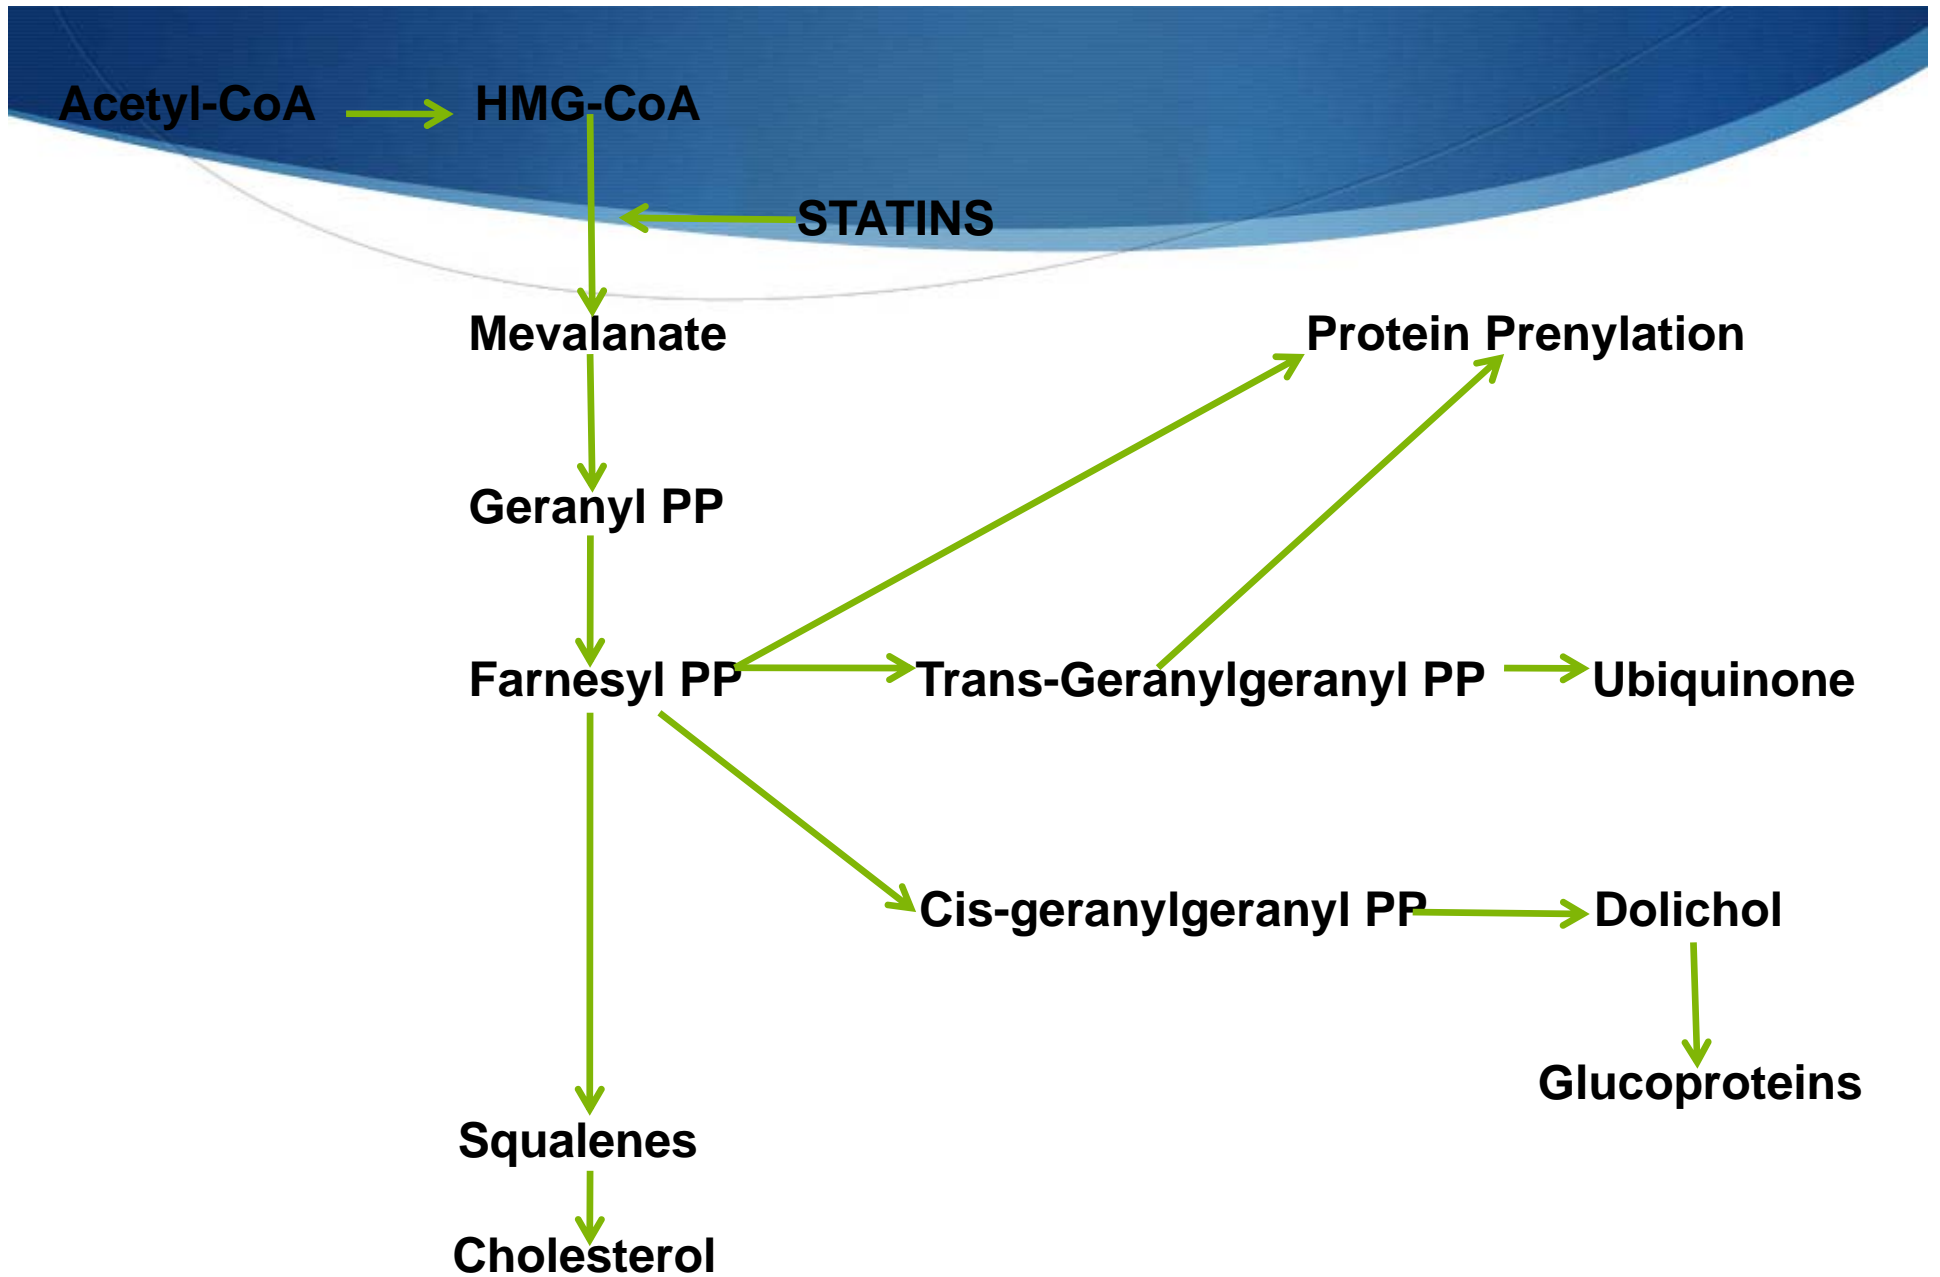 Acetyl-CoA HMG-CoA
STATINS
Mevalanate Protein Prenylation
Geranyl PP
Farnesyl PP Trans-Geranylgeranyl PP Ubiquinone
Cis-geranylgeranyl PP Dolichol
Glucoproteins
Squalenes
Cholesterol